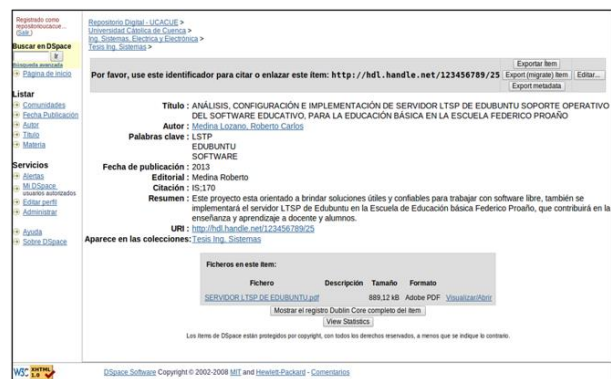 Registrado como
repositorioucacue...
(Salir)
Buscar en DSpace
Ir
Búsqueda avanzada
Página de inicio
Listar
Comunidades
Fecha Publicación
Autor
Título
Materia
Servicios
Alertas
Mi DSpace
usuarios autorizados
Editar perfil
Administrar
Ayuda
Sobre DSpace
W3C XHTML 1.0
Repositorio Digital - UCACUE >
Universidad Católica de Cuenca >
Ing. Sistemas, Electrica y Electrónica >
Tesis Ing. Sistemas >
Por favor, use este identificador para citar o enlazar este ítem: http://hdl.handle.net/123456789/25
Exportar Item
Export (migrate) Item
Editar...
Export metadata
Título : ANÁLISIS, CONFIGURACIÓN E IMPLEMENTACIÓN DE SERVIDOR LTSP DE EDUBUNTU SOPORTE OPERATIVO
DEL SOFTWARE EDUCATIVO, PARA LA EDUCACIÓN BÁSICA EN LA ESCUELA FEDERICO PROAÑO
Autor : Medina Lozano, Roberto Carlos
Palabras clave : LSTP
EDUBUNTU
SOFTWARE
Fecha de publicación : 2013
Editorial : Medina Roberto
Citación : IS;170
Resumen : Este proyecto esta orientado a brindar soluciones útiles y confiables para trabajar con software libre, también se
implementará el servidor LTSP de Edubuntu en la Escuela de Educación básica Federico Proaño, que contribuirá en la
enseñanza y aprendizaje a docente y alumnos.
URI : http://hdl.handle.net/123456789/25
Aparece en las colecciones: Tesis Ing. Sistemas
Ficheros en este ítem:
Fichero Descripción Tamaño Formato
SERVIDOR LTSP DE EDUBUNTU.pdf 889,12 kB Adobe PDF Visualizar/Abrir
Mostrar el registro Dublin Core completo del ítem
View Statistics
Los ítems de DSpace están protegidos por copyright, con todos los derechos reservados, a menos que se indique lo contrario.
DSpace Software Copyright © 2002-2008 MIT and Hewlett-Packard - Comentarios